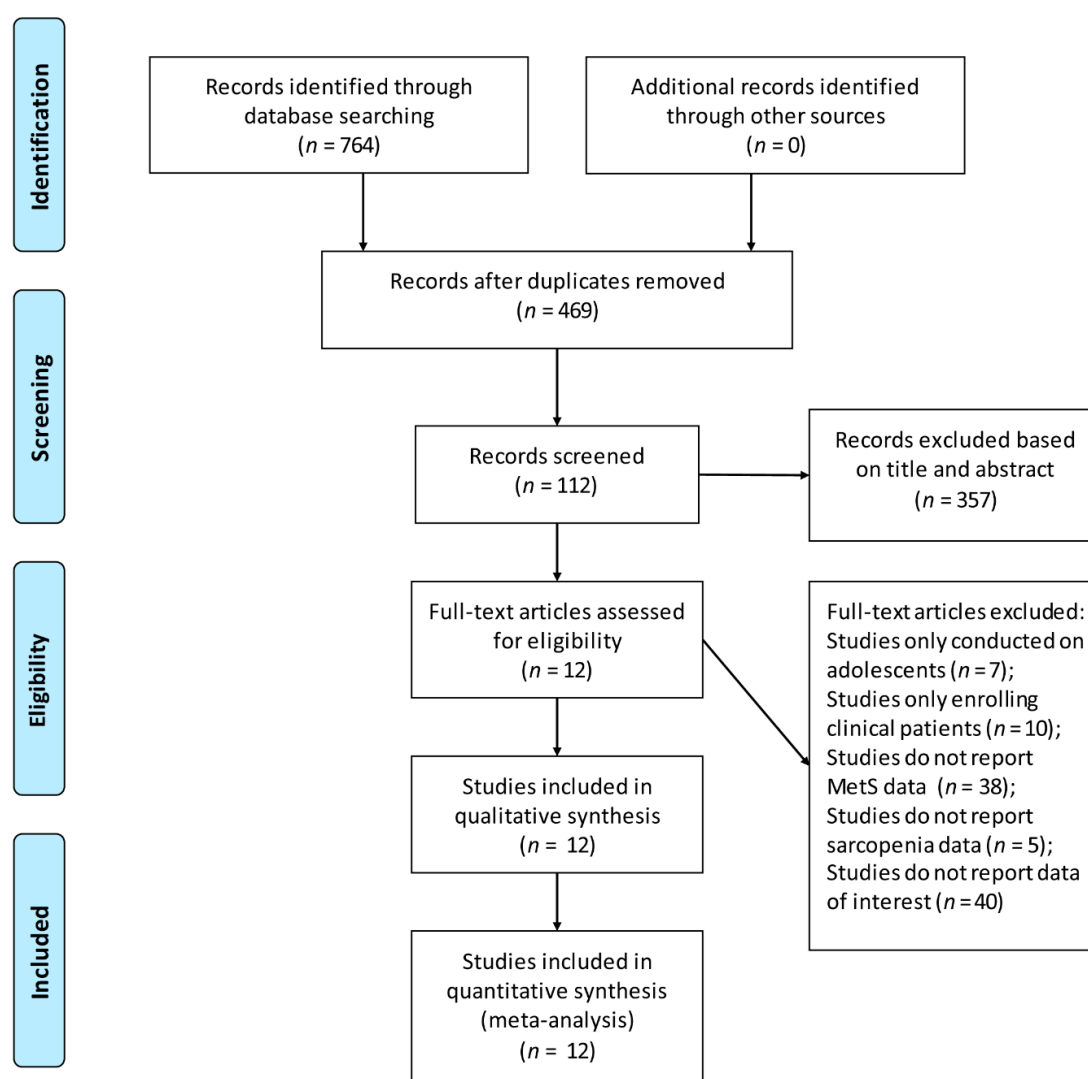 Identification
Records identified through
database searching
(n = 764)
Additional records identified
through other sources
(n = 0)
Records after duplicates removed
(n = 469)
Screening
Records screened
(n = 112)
Records excluded based
on title and abstract
(n = 357)
Eligibility
Full-text articles assessed
for eligibility
(n = 12)
Full-text articles excluded:
Studies only conducted on
adolescents (n = 7);
Studies only enrolling
clinical patients (n = 10);
Studies do not report
MetS data (n = 38);
Studies do not report
sarcopenia data (n = 5);
Studies do not report data
of interest (n = 40)
Studies included in
qualitative synthesis
(n = 12)
Included
Studies included in
quantitative synthesis
(meta-analysis)
(n = 12)